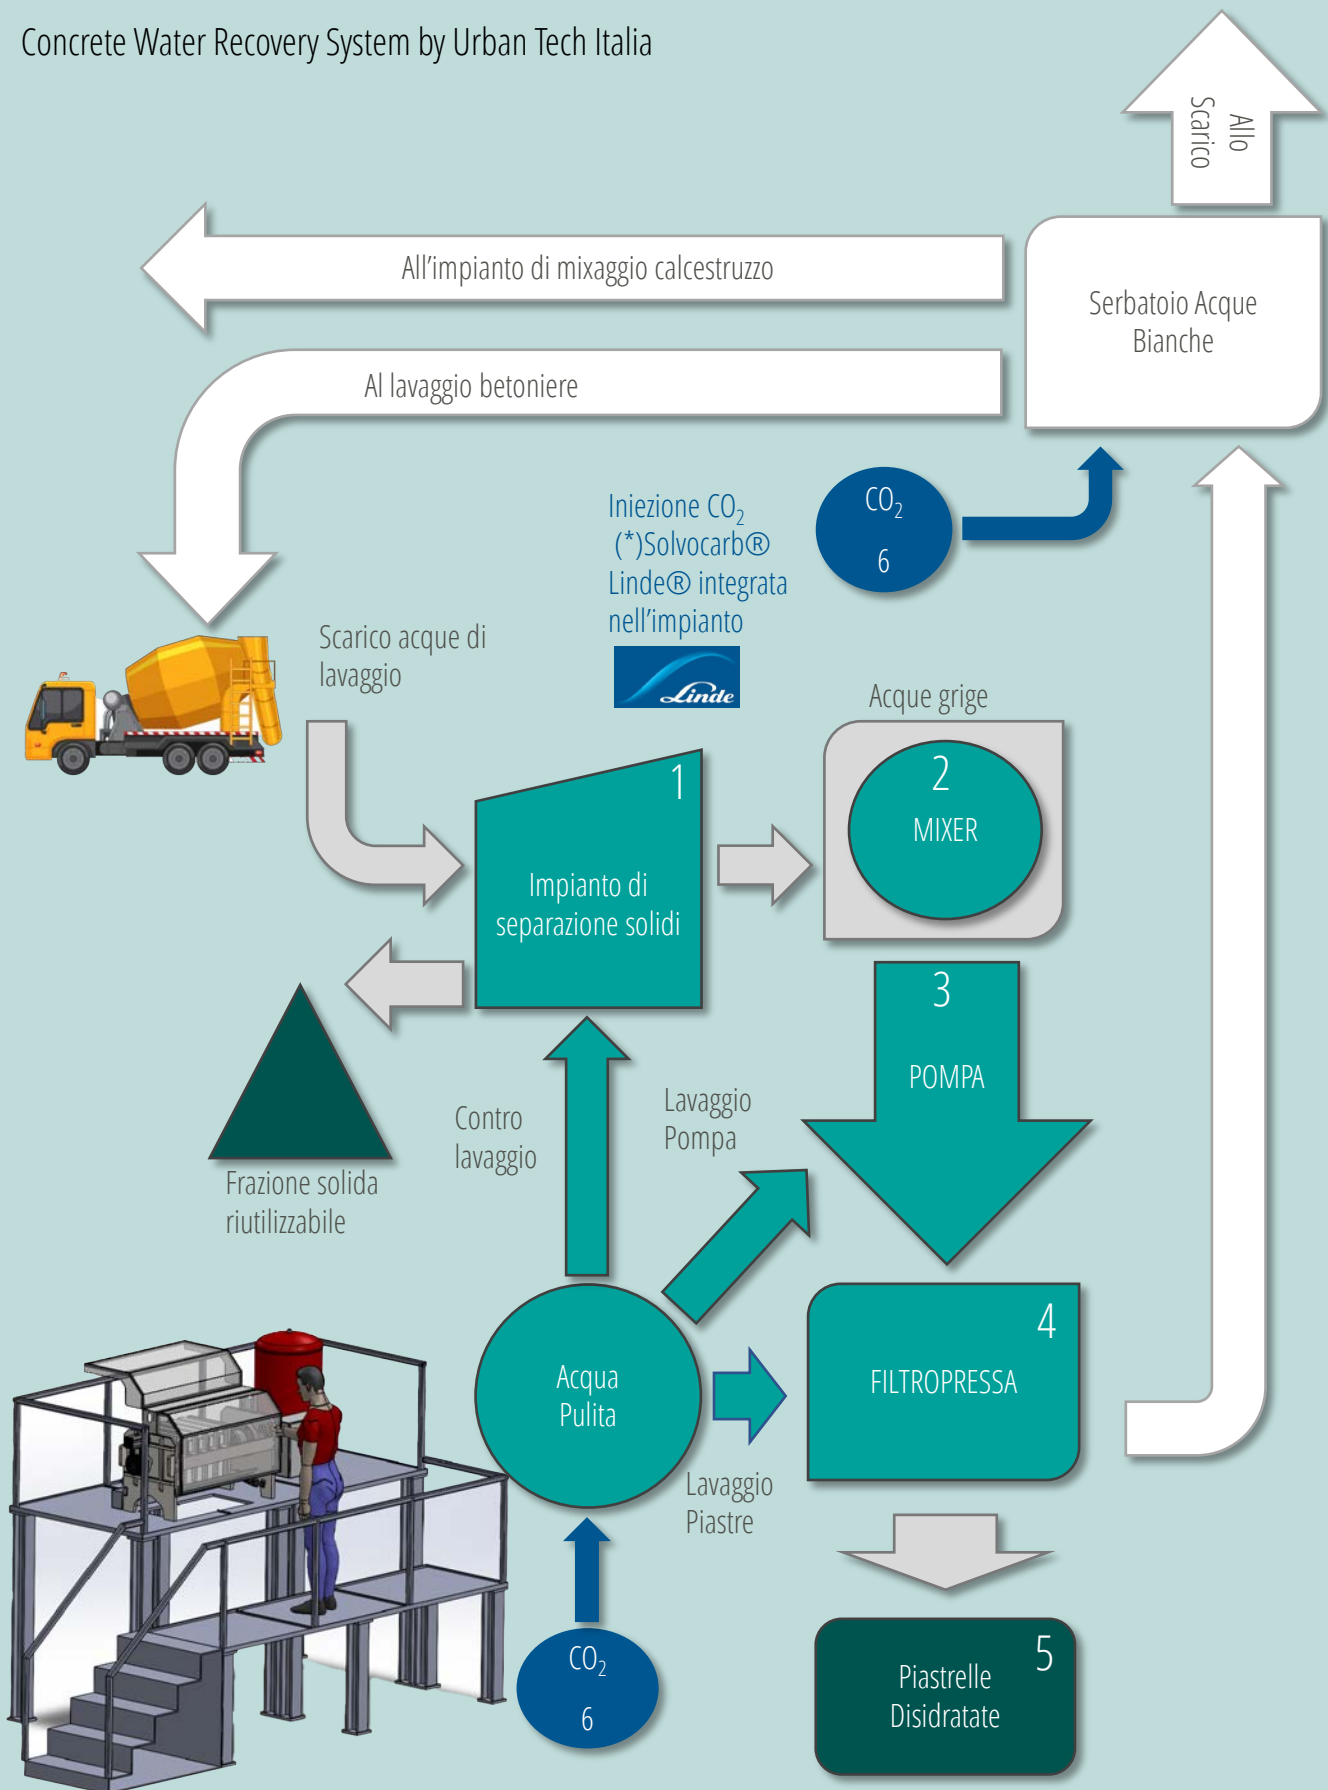 Concrete Water Recovery System by Urban Tech Italia
Allo
Scarico
All'impianto di mixaggio calcestruzzo
Serbatoio Acque
Bianche
Al lavaggio betoniere
Iniezione CO₂
(*)Solvocarb®
Linde® integrata
nell'impianto
Linde
CO₂
6
Scarico acque di
lavaggio
Acque grige
1
Impianto di
separazione solidi
2
MIXER
3
POMPA
Frazione solida
riutilizzabile
Contro
lavaggio
Lavaggio
Pompa
Acqua
Pulita
Lavaggio
Piastre
4
FILTROPRESSA
CO₂
6
5
Piastrelle
Disidratate